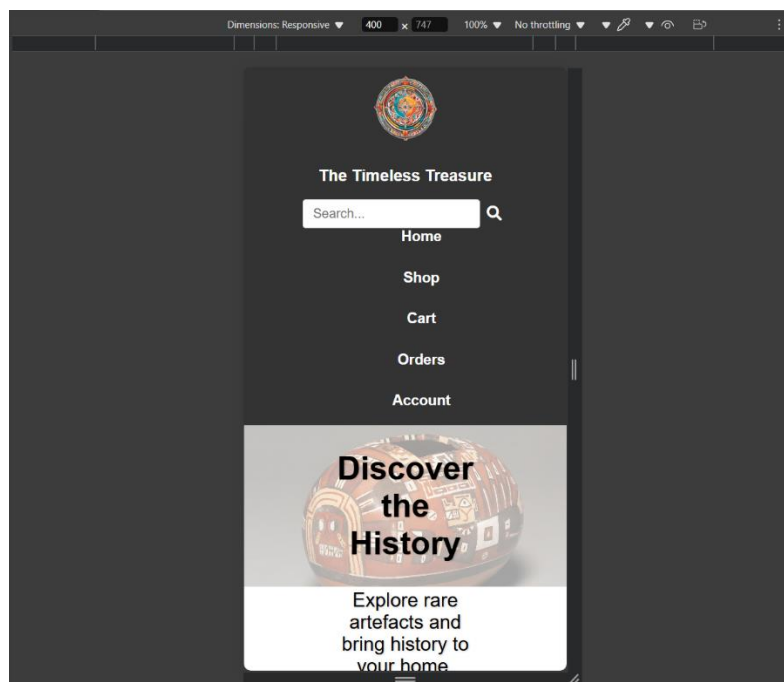 Dimensions: Responsive ▼ 400 × 747 100% ▼ No throttling ▼
The Timeless Treasure
Search...
Home
Shop
Cart
Orders
Account
Discover
the
History
Explore rare
artefacts and
bring history to
your home